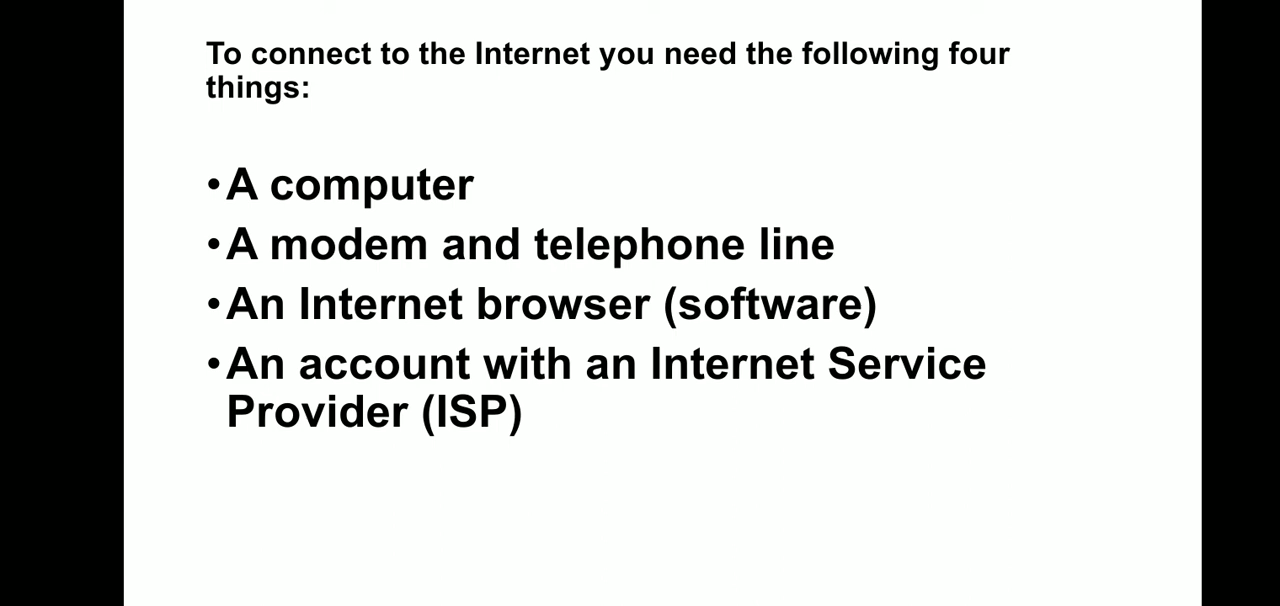 To connect to the Internet you need the following four
things:
•A computer
•A modem and telephone line
•An Internet browser (software)
•An account with an Internet Service
Provider (ISP)